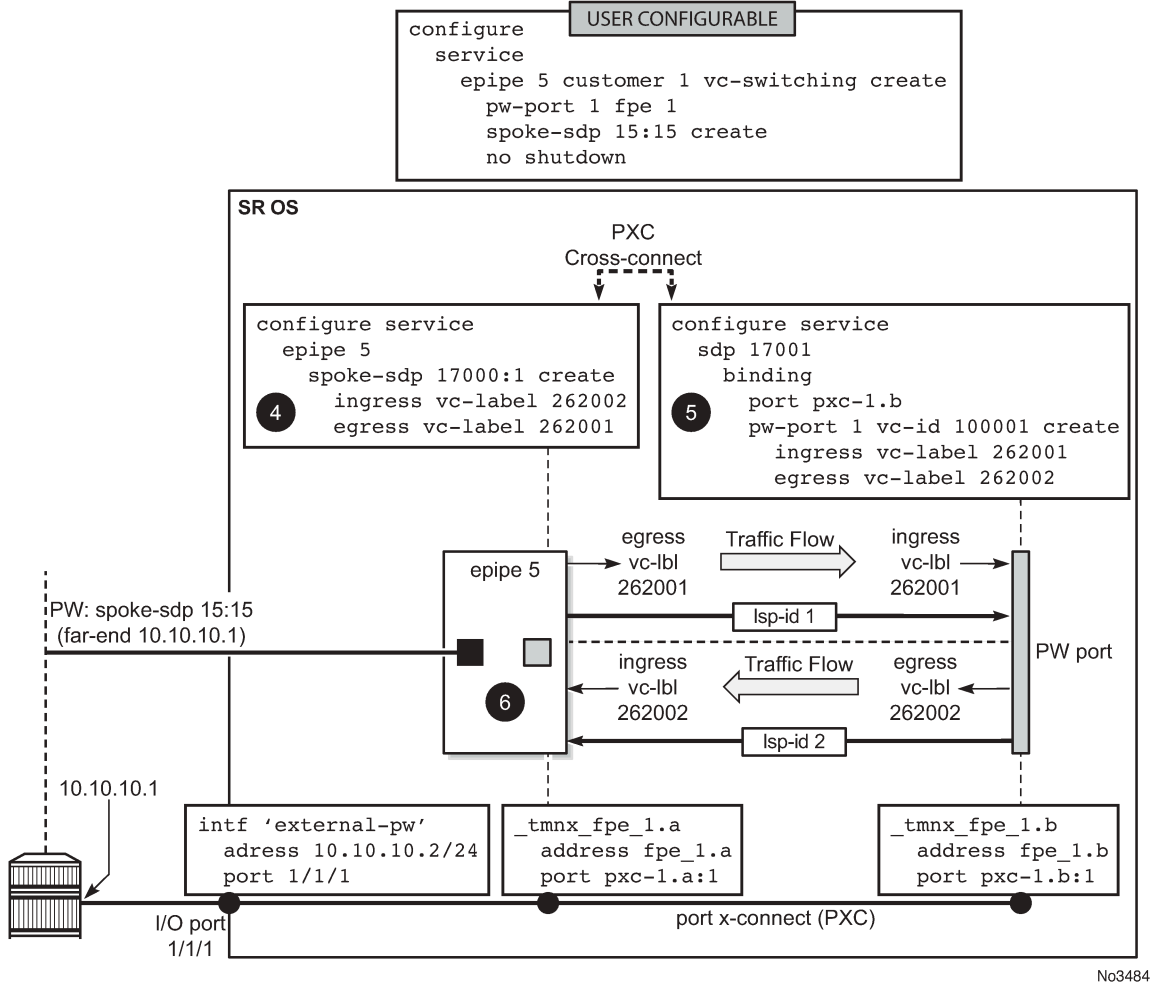 USER CONFIGURABLE
configure
service
epipe 5 customer 1 vc-switching create
pw-port 1 fpe 1
spoke-sdp 15:15 create
no shutdown
SR OS
PXC
Cross-connect
configure service
epipe 5
spoke-sdp 17000:1 create
ingress vc-label 262002
egress vc-label 262001
4
configure service
sdp 17001
binding
port pxc-1.b
pw-port 1 vc-id 100001 create
ingress vc-label 262001
egress vc-label 262002
5
epipe 5
6
egress
vc-lbl
262001
Traffic Flow
ingress
vc-lbl
262001
lsp-id 1
PW: spoke-sdp 15:15
(far-end 10.10.10.1)
ingress
vc-lbl
262002
Traffic Flow
egress
vc-lbl
262002
lsp-id 2
PW port
10.10.10.1
intf ‘external-pw’
adress 10.10.10.2/24
port 1/1/1
_tmnx_fpe_1.a
address fpe_1.a
port pxc-1.a:1
_tmnx_fpe_1.b
address fpe_1.b
port pxc-1.b:1
I/O port
1/1/1
port x-connect (PXC)
No3484